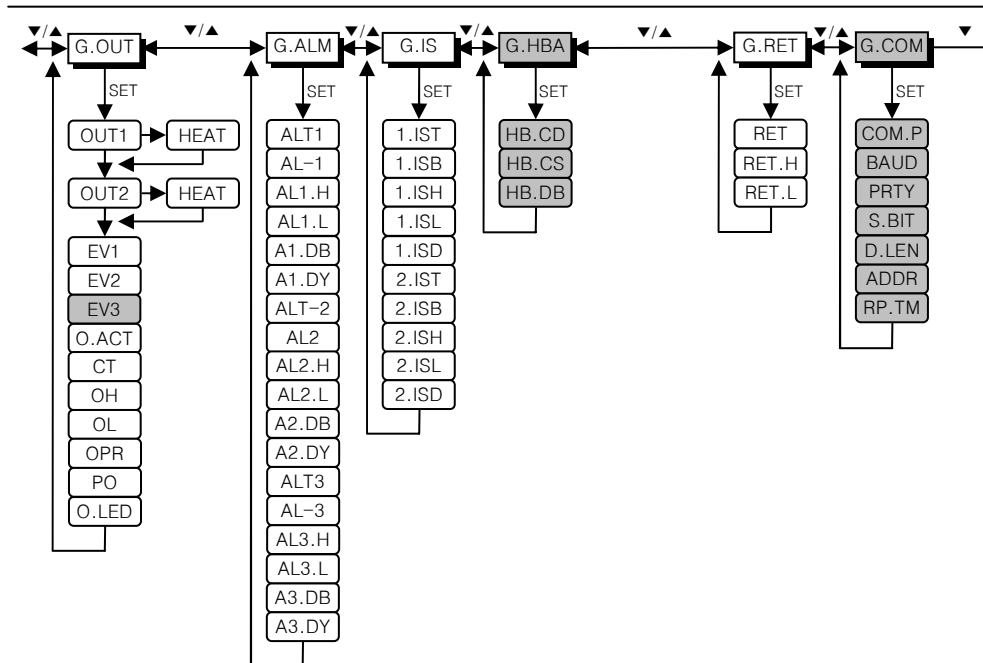 ▼/▲ G.OUT ▼/▲ G.ALM ▼/▲ G.IS ▼/▲ G.HBA ▼/▲ G.RET ▼/▲ G.COM ▼
SET SET SET SET SET SET
OUT1 HEAT
OUT2 HEAT
EV1
EV2
EV3
O.ACT
CT
OH
OL
OPR
PO
O.LED
ALT1
AL-1
AL1.H
AL1.L
A1.DB
A1.DY
ALT-2
AL2
AL2.H
AL2.L
A2.DB
A2.DY
ALT3
AL-3
AL3.H
AL3.L
A3.DB
A3.DY
1.IST
1.ISB
1.ISH
1.ISL
1.ISD
2.IST
2.ISB
2.ISH
2.ISL
2.ISD
HB.CD
HB.CS
HB.DB
RET
RET.H
RET.L
COM.P
BAUD
PRTY
S.BIT
D.LEN
ADDR
RP.TM